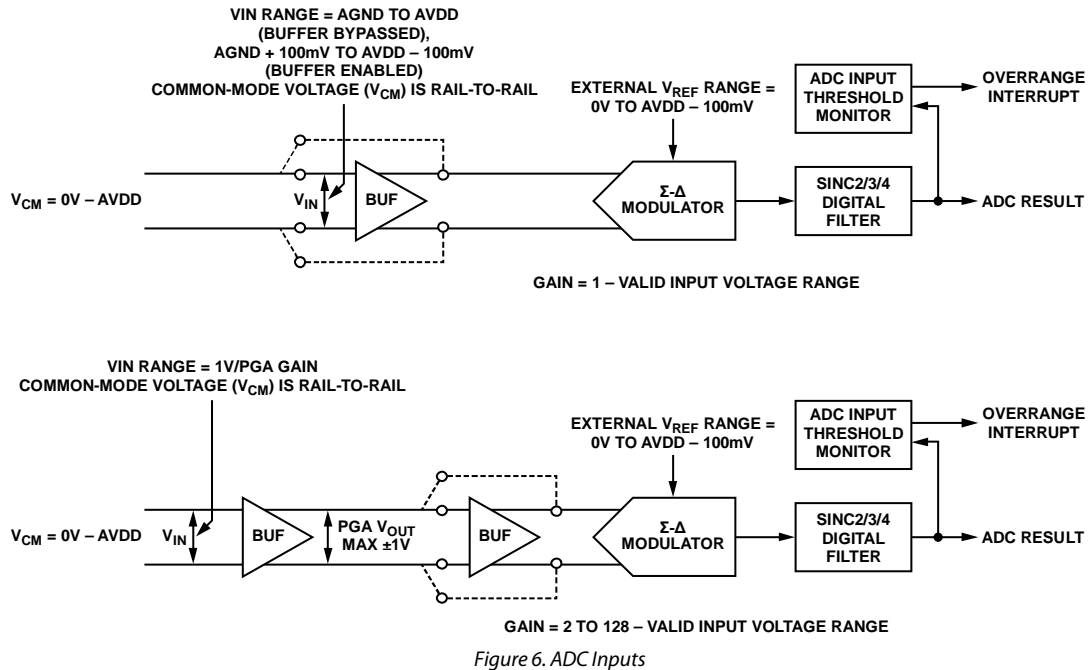 VIN RANGE = AGND TO AVDD
(BUFFER BYPASSED),
AGND + 100mV TO AVDD – 100mV
(BUFFER ENABLED)
COMMON-MODE VOLTAGE (VCM) IS RAIL-TO-RAIL
EXTERNAL VREF RANGE =
0V TO AVDD – 100mV
ADC INPUT
THRESHOLD
MONITOR
OVERRANGE
INTERRUPT
VCM = 0V – AVDD
VIN
BUF
Σ-Δ
MODULATOR
SINC2/3/4
DIGITAL
FILTER
ADC RESULT
GAIN = 1 – VALID INPUT VOLTAGE RANGE
VIN RANGE = 1V/PGA GAIN
COMMON-MODE VOLTAGE (VCM) IS RAIL-TO-RAIL
EXTERNAL VREF RANGE =
0V TO AVDD – 100mV
ADC INPUT
THRESHOLD
MONITOR
OVERRANGE
INTERRUPT
VCM = 0V – AVDD
VIN
BUF
PGA VOUT
MAX ±1V
BUF
Σ-Δ
MODULATOR
SINC2/3/4
DIGITAL
FILTER
ADC RESULT
GAIN = 2 TO 128 – VALID INPUT VOLTAGE RANGE
Figure 6. ADC Inputs